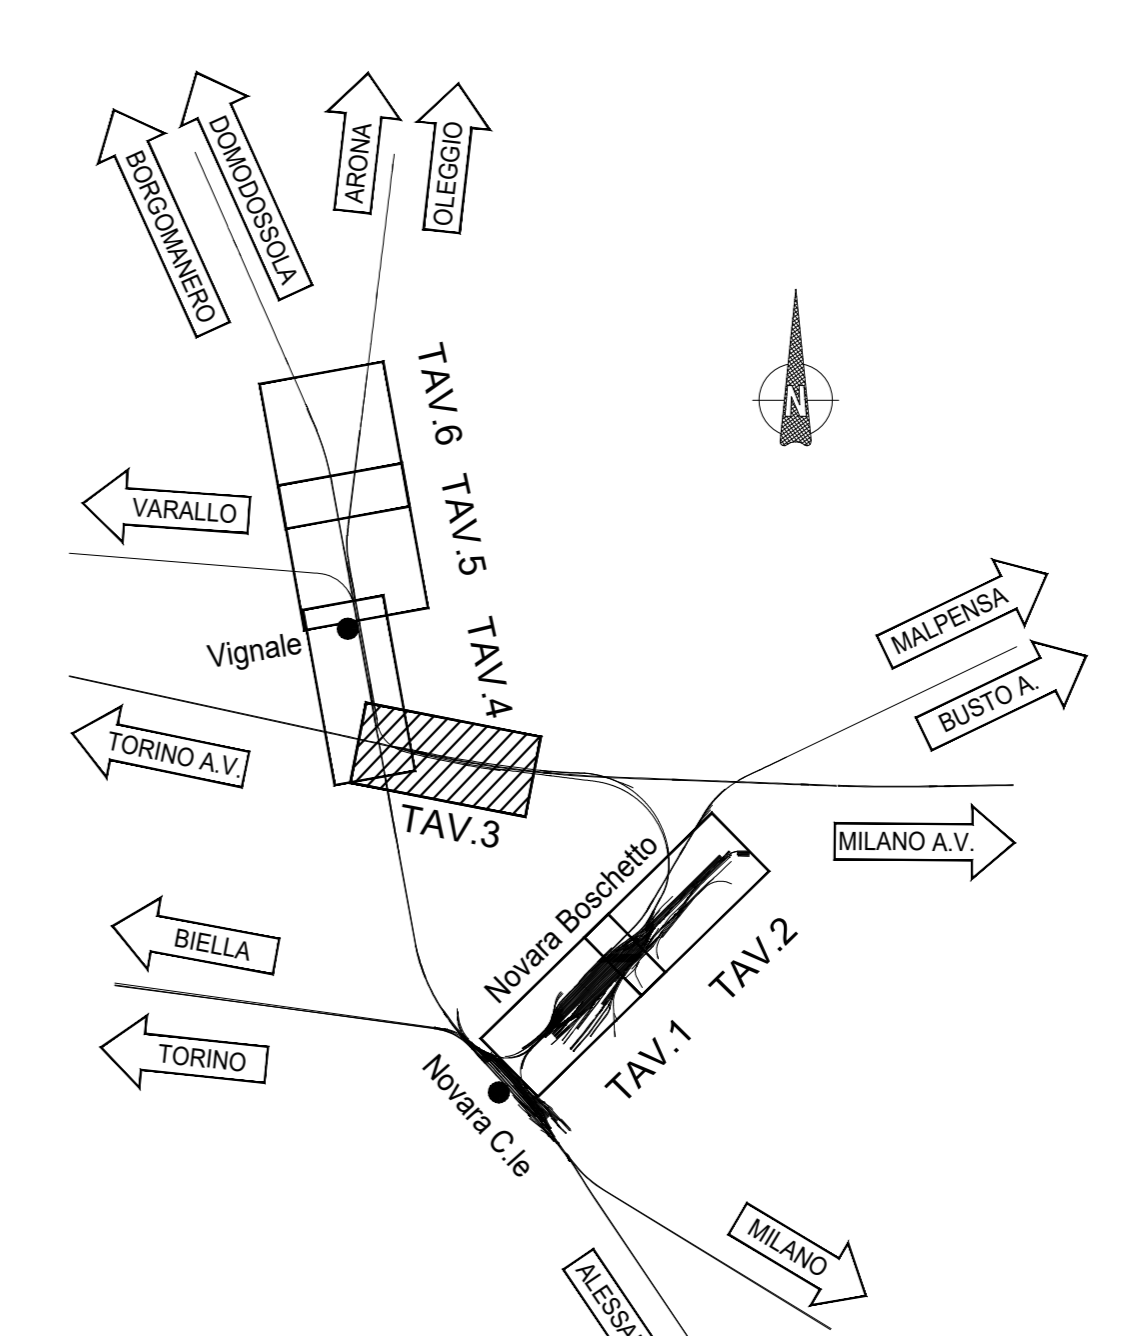 BORGOMANERO
DOMODOSSOLA
ARONA
OLEGGIO
TAV.6
N
VARALLO
TAV.5
MALPENSA
Vignale
TAV.4
BUSTO A.
TORINO A.V.
TAV.3
MILANO A.V.
Novara Boschetto
BIELLA
TAV.2
TORINO
TAV.1
Novara C.le
MILANO